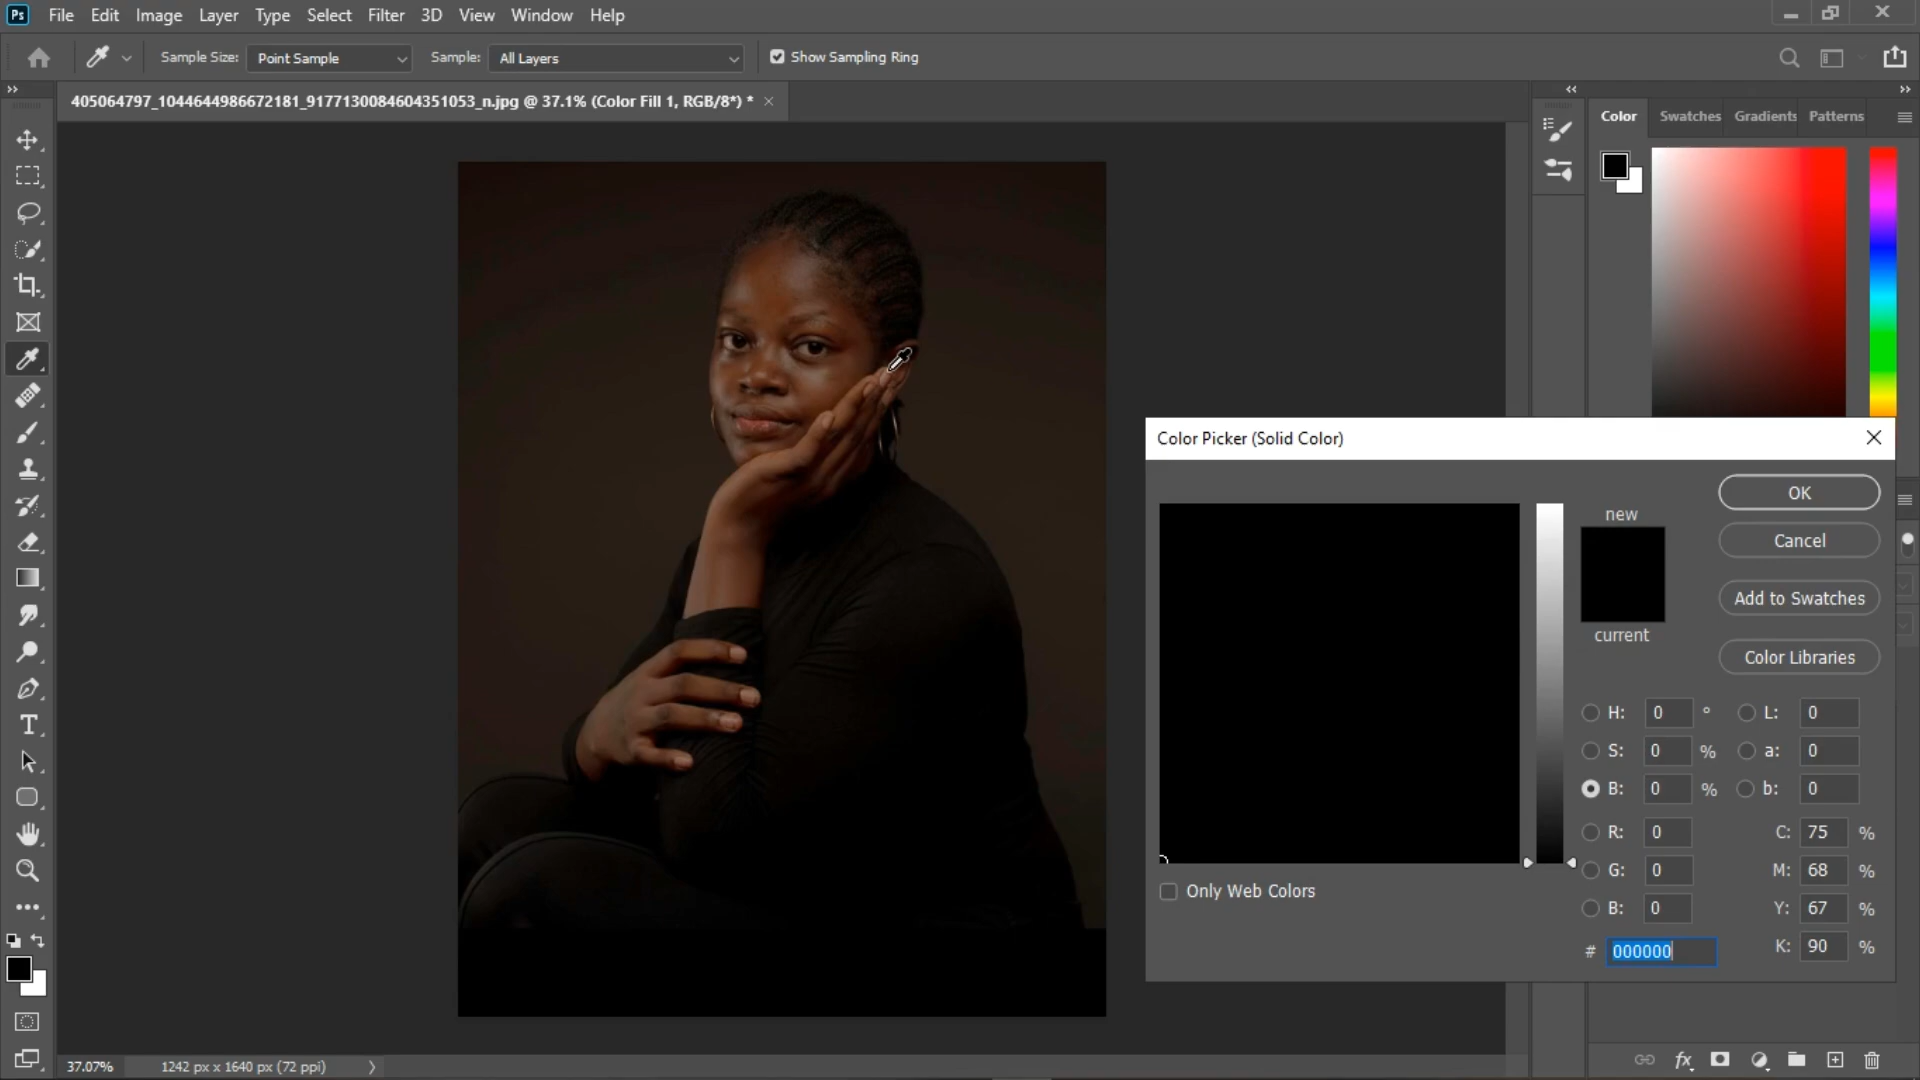 Ps File Edit Image Layer Type Select Filter 3D View Window Help
Sample Size: Point Sample Sample: All Layers Show Sampling Ring
405064797_1044644986672181_9177130084604351053_n.jpg @ 37.1% (Color Fill 1, RGB/8*) *
Color Swatches Gradients Patterns
Color Picker (Solid Color)
OK
new
Cancel
Add to Swatches
current
Color Libraries
H: 0 ° L: 0
S: 0 % a: 0
B: 0 % b: 0
R: 0 C: 75 %
G: 0 M: 68 %
B: 0 Y: 67 %
# 000000 K: 90 %
Only Web Colors
T
fx
37.07% 1242 px x 1640 px (72 ppi)